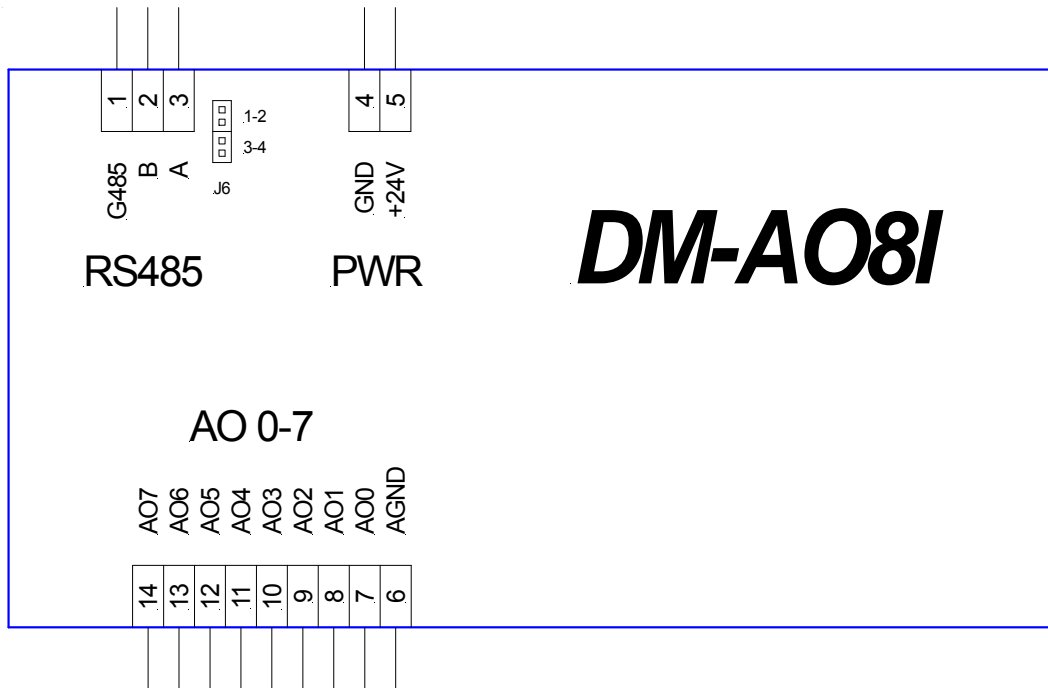 1 2 3 4 5
1-2
3-4
G485 B A J6 GND +24V
RS485 PWR DM-AO8I
AO 0-7
AO7 AO6 AO5 AO4 AO3 AO2 AO1 AO0 AGND
14 13 12 11 10 9 8 7 6